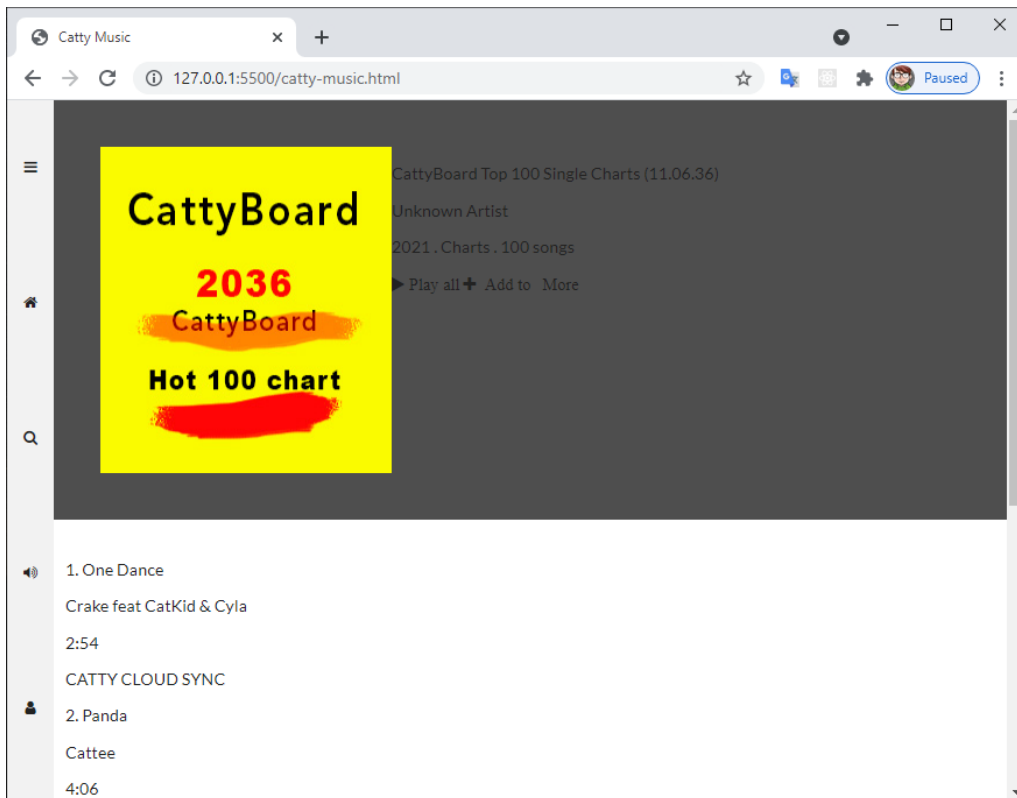 Catty Music
127.0.0.1:5500/catty-music.html
Paused
CattyBoard
2036
CattyBoard
Hot 100 chart
CattyBoard Top 100 Single Charts (11.06.36)
Unknown Artist
2021 . Charts . 100 songs
Play all Add to More
1. One Dance
Crake feat CatKid & Cyla
2:54
CATTY CLOUD SYNC
2. Panda
Cattee
4:06